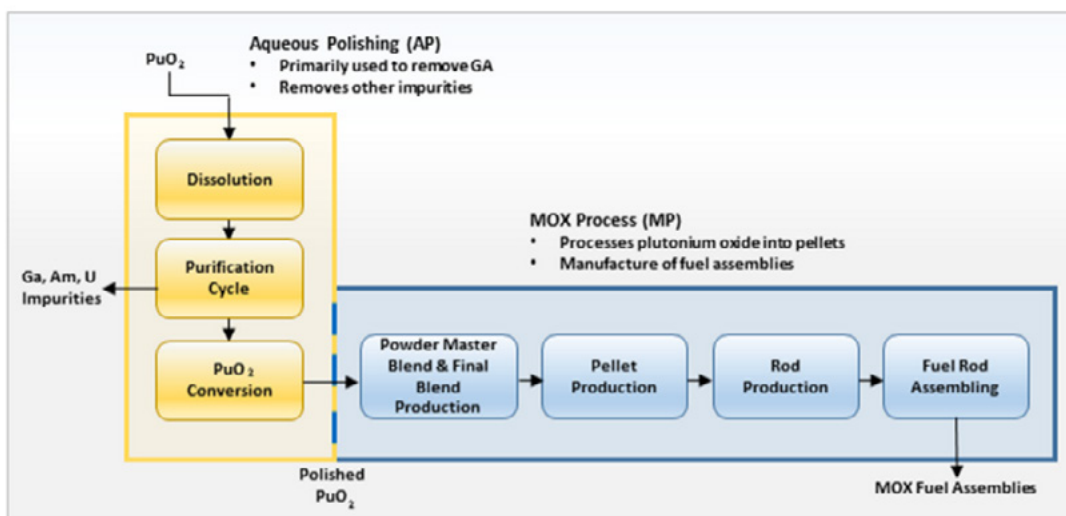 Aqueous Polishing (AP)
• Primarily used to remove GA
• Removes other impurities
PuO₂
Dissolution
Purification
Cycle
Ga, Am, U
Impurities
PuO₂
Conversion
Polished
PuO₂
MOX Process (MP)
• Processes plutonium oxide into pellets
• Manufacture of fuel assemblies
Powder Master
Blend & Final
Blend
Production
Pellet
Production
Rod
Production
Fuel Rod
Assembling
MOX Fuel Assemblies